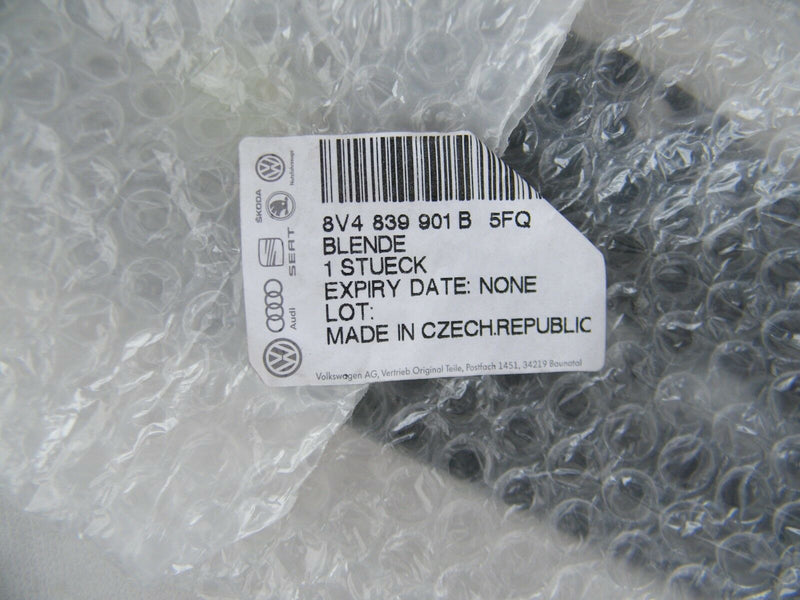 8V4 839 901 B 5FQ
BLENDE
1 STUECK
EXPIRY DATE: NONE
LOT:
MADE IN CZECH.REPUBLIC
Volkswagen AG, Vertrieb Original Teile, Postfach 1451, 34219 Baunatal
Nutzfahrzeuge
ŠKODA
SEAT
Audi